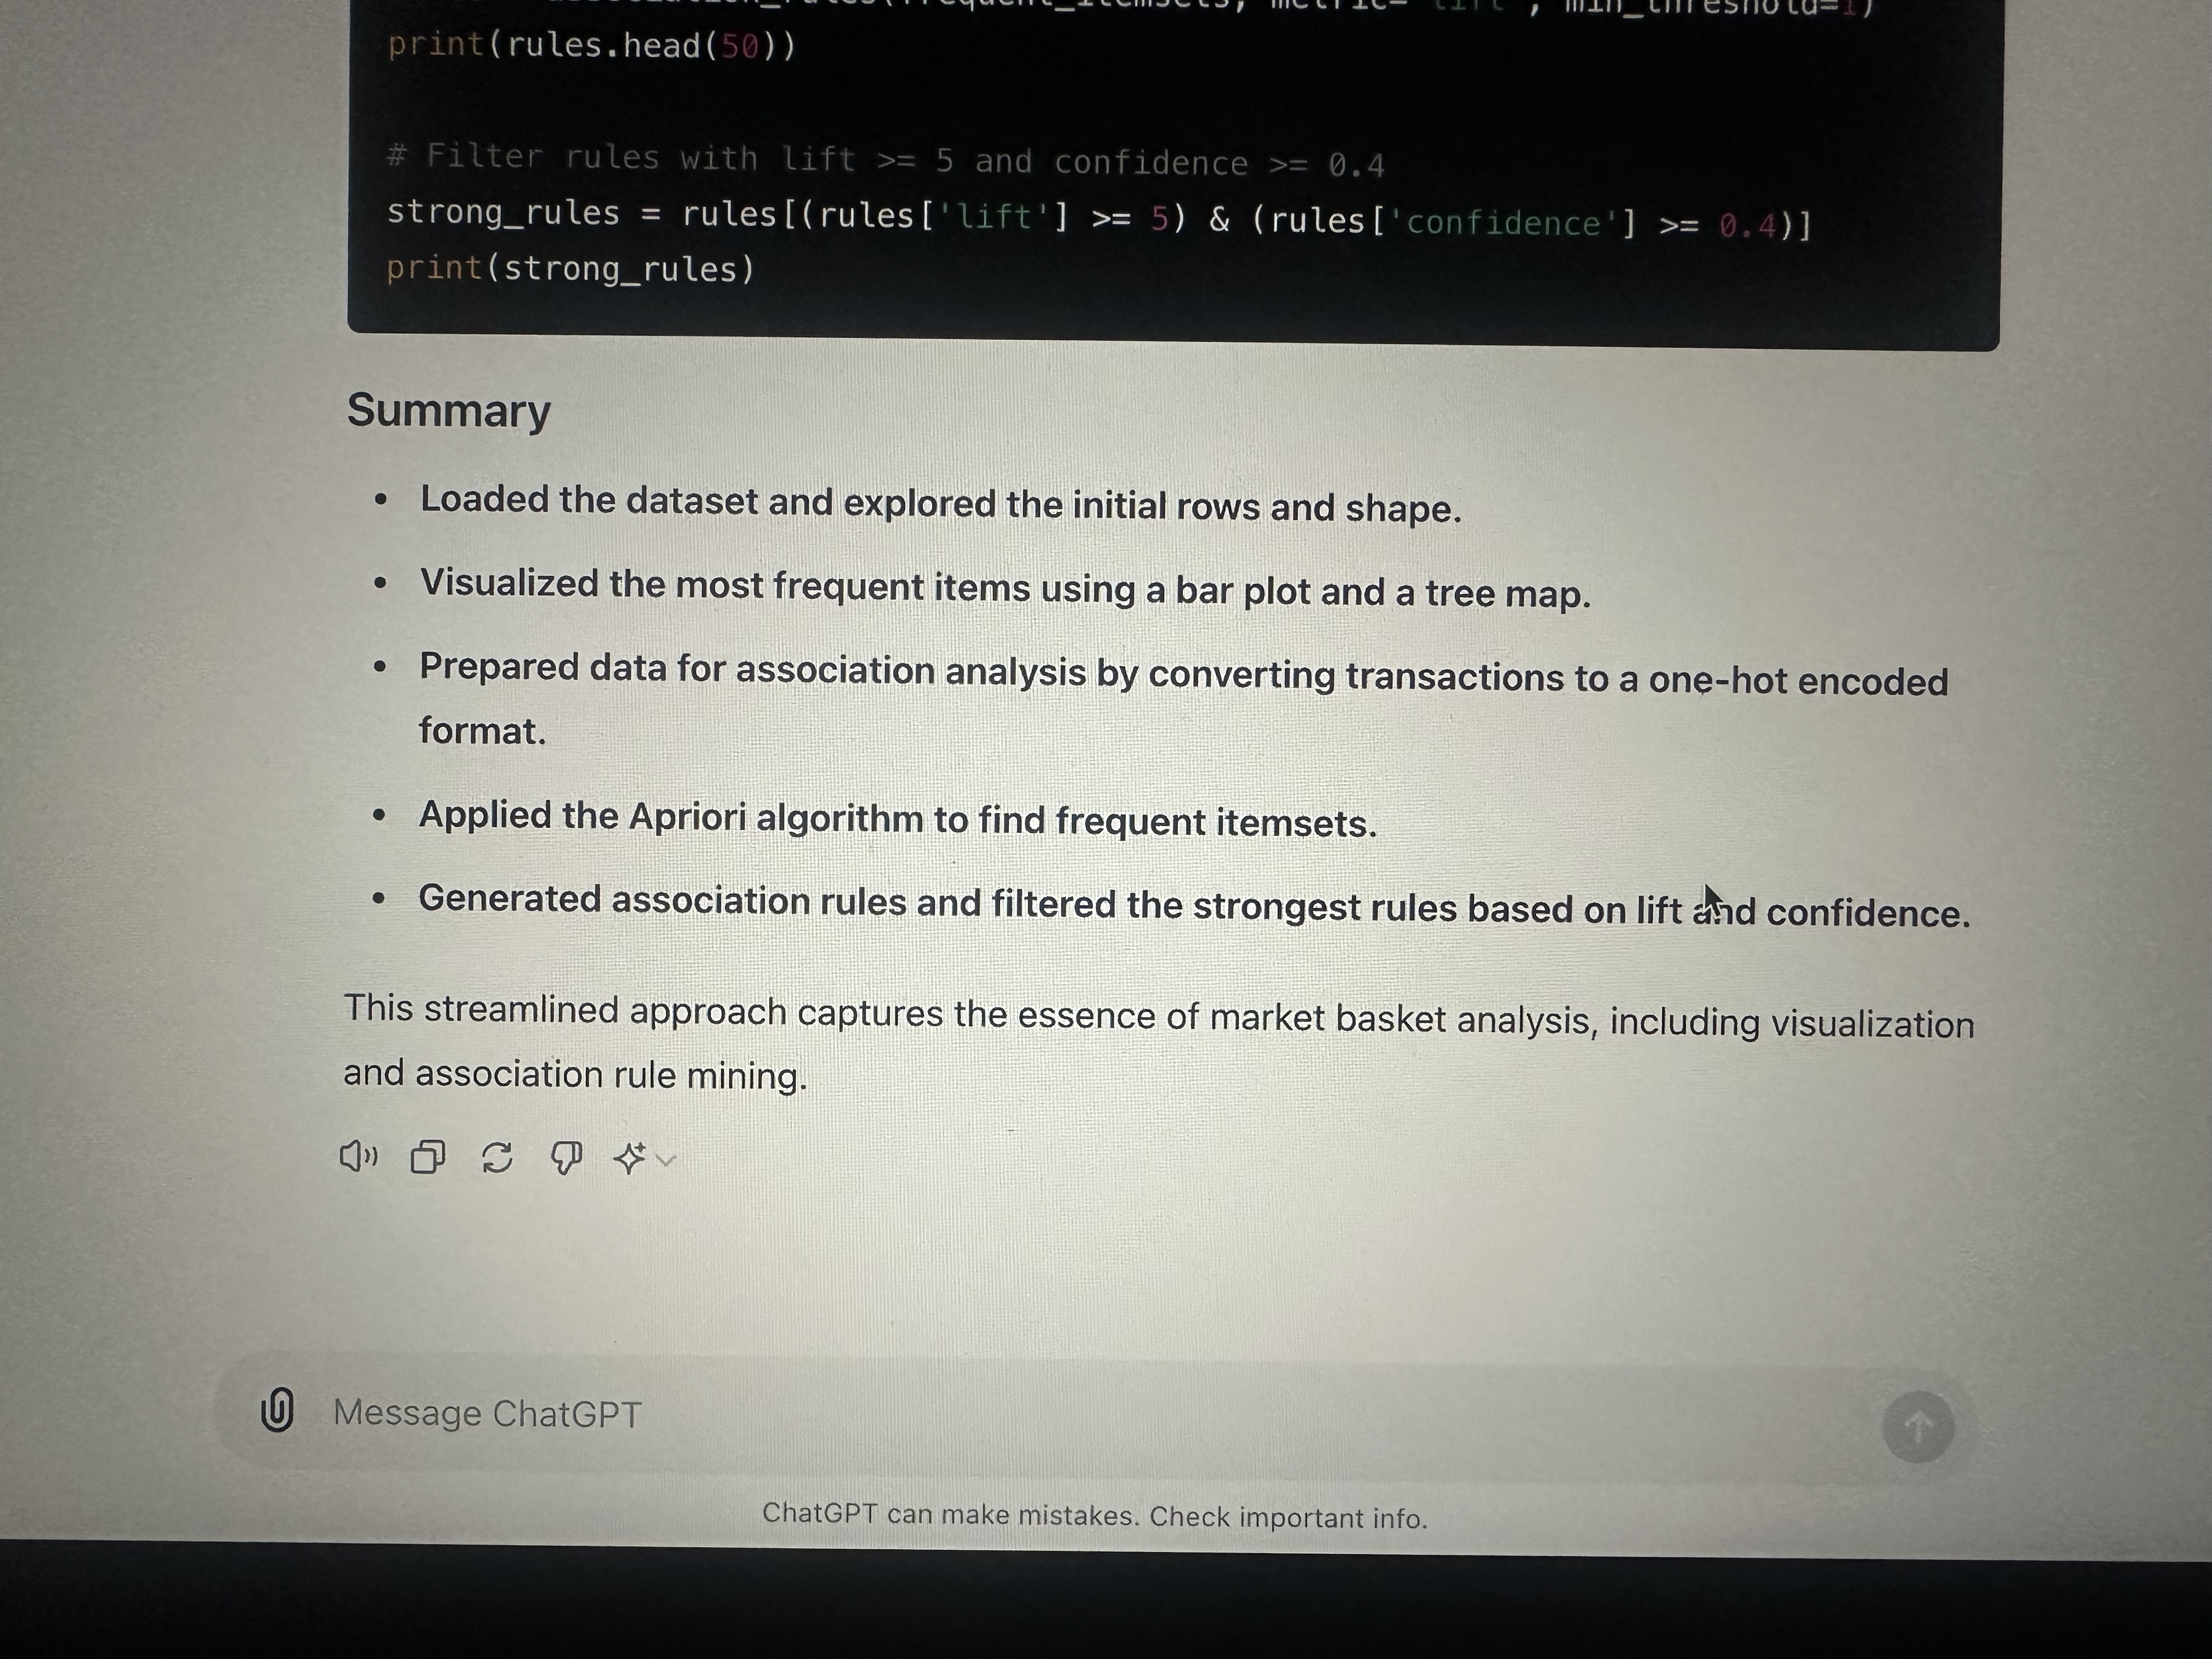 association_rules(frequent_itemsets, metric="lift", min_threshold=1)
print(rules.head(50))
# Filter rules with lift >= 5 and confidence >= 0.4
strong_rules = rules[(rules['lift'] >= 5) & (rules['confidence'] >= 0.4)]
print(strong_rules)
Summary
• Loaded the dataset and explored the initial rows and shape.
• Visualized the most frequent items using a bar plot and a tree map.
• Prepared data for association analysis by converting transactions to a one-hot encoded
format.
• Applied the Apriori algorithm to find frequent itemsets.
• Generated association rules and filtered the strongest rules based on lift and confidence.
This streamlined approach captures the essence of market basket analysis, including visualization
and association rule mining.
Message ChatGPT
ChatGPT can make mistakes. Check important info.